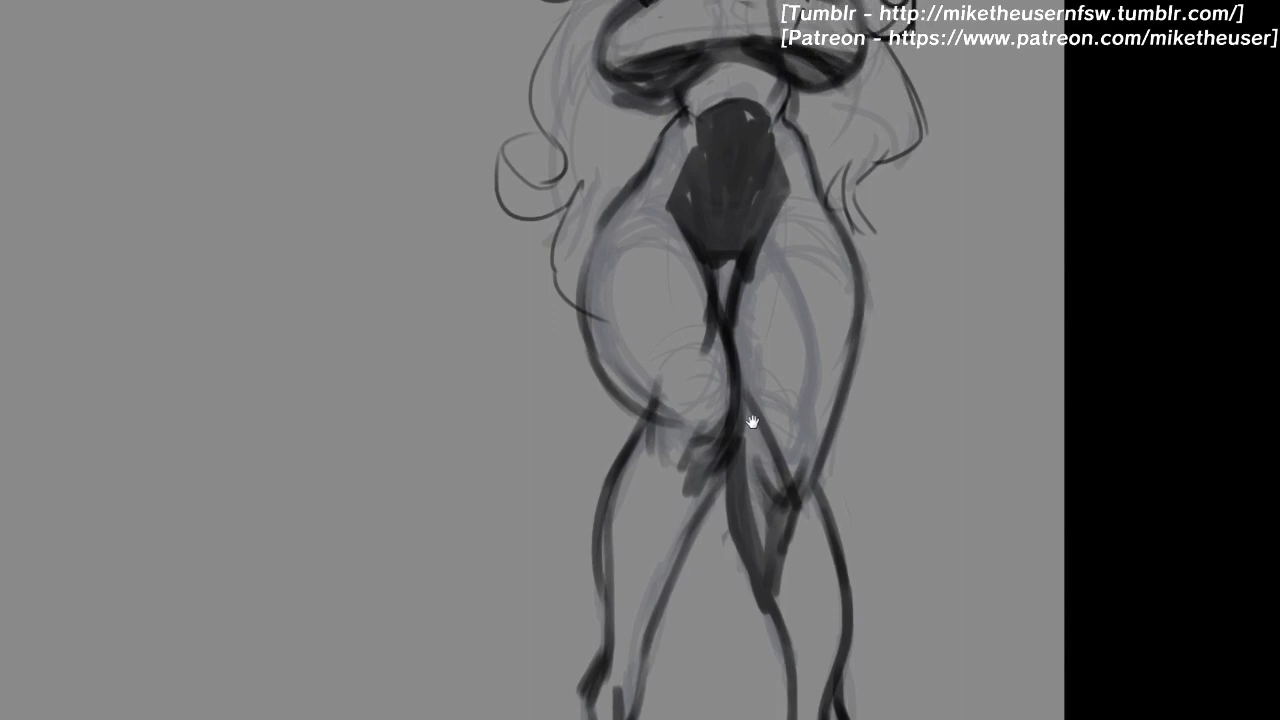 [Tumblr - http://miketheusernfsw.tumblr.com/]
[Patreon - https://www.patreon.com/miketheuser]